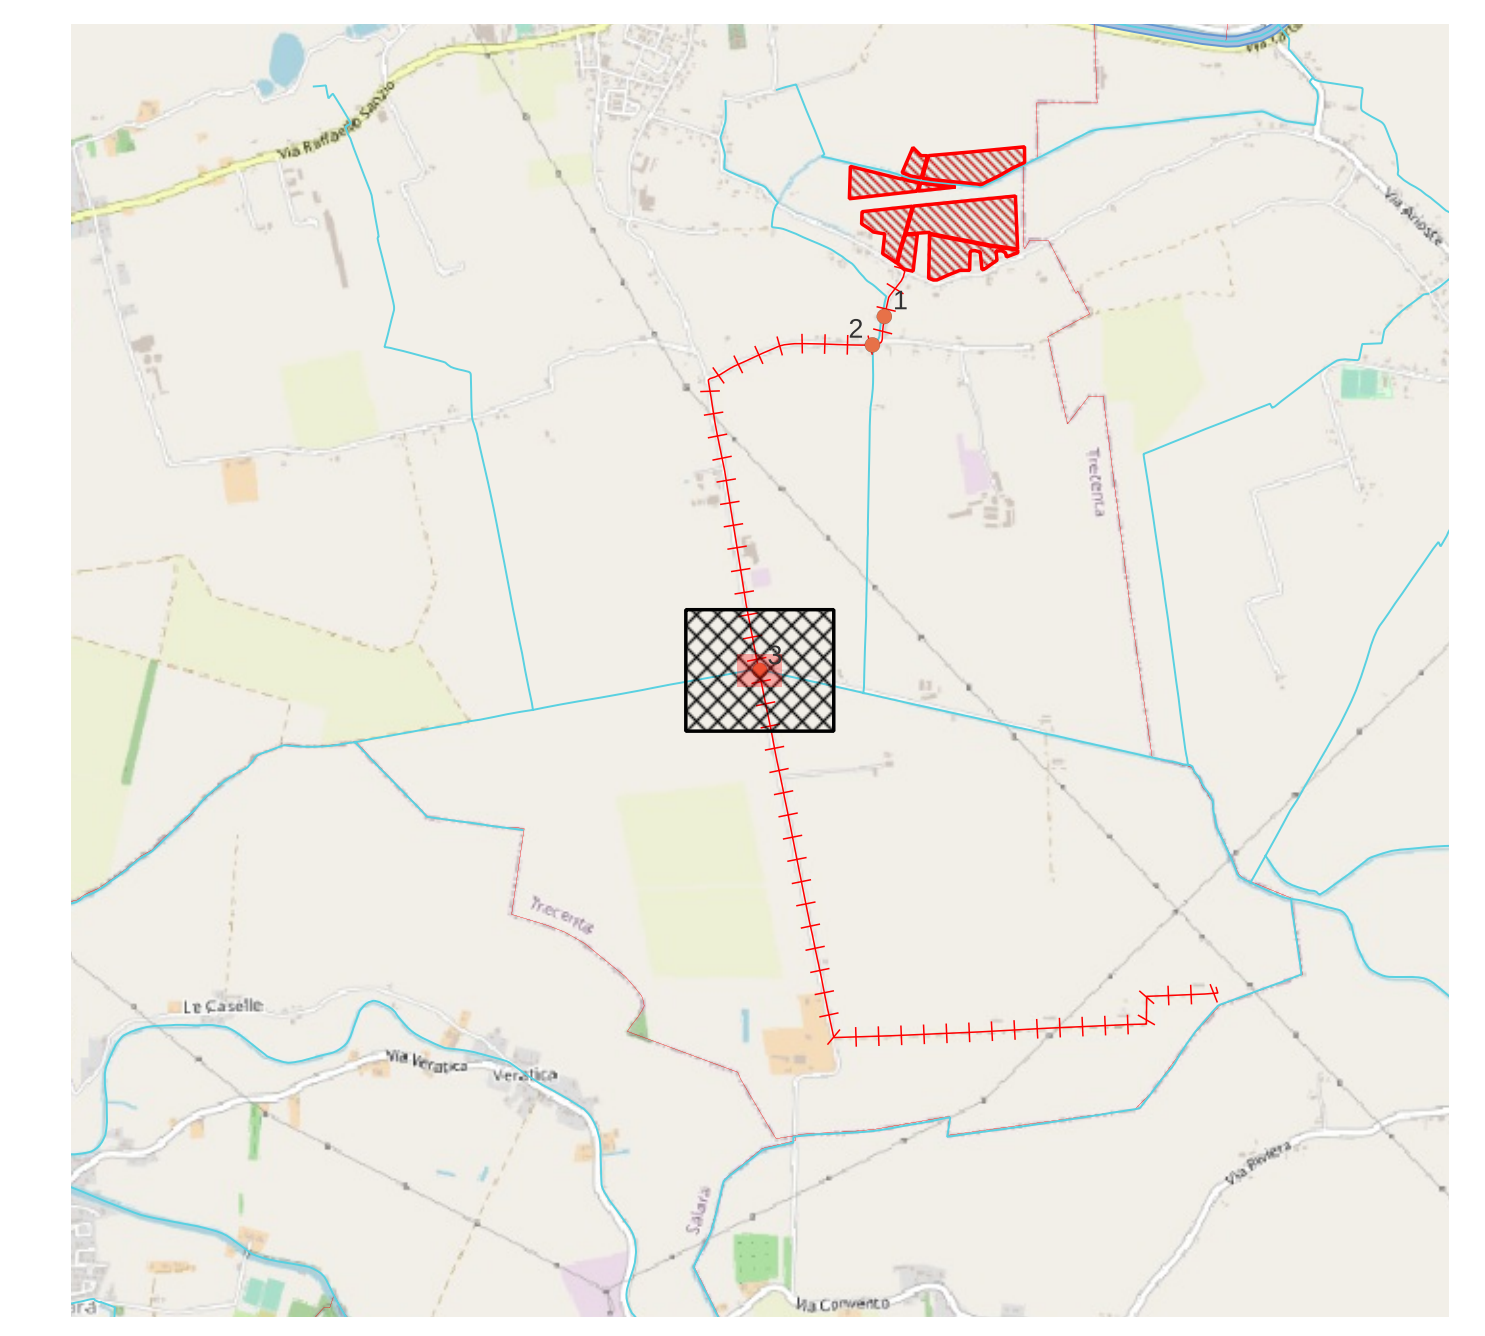 Via Raffaello Sanzio
Via Ariosto
1
2
Trecenta
3
Trecenta
Le Caselle
Via Veratica
Veratica
Via Riviera
Salara
Via Convento